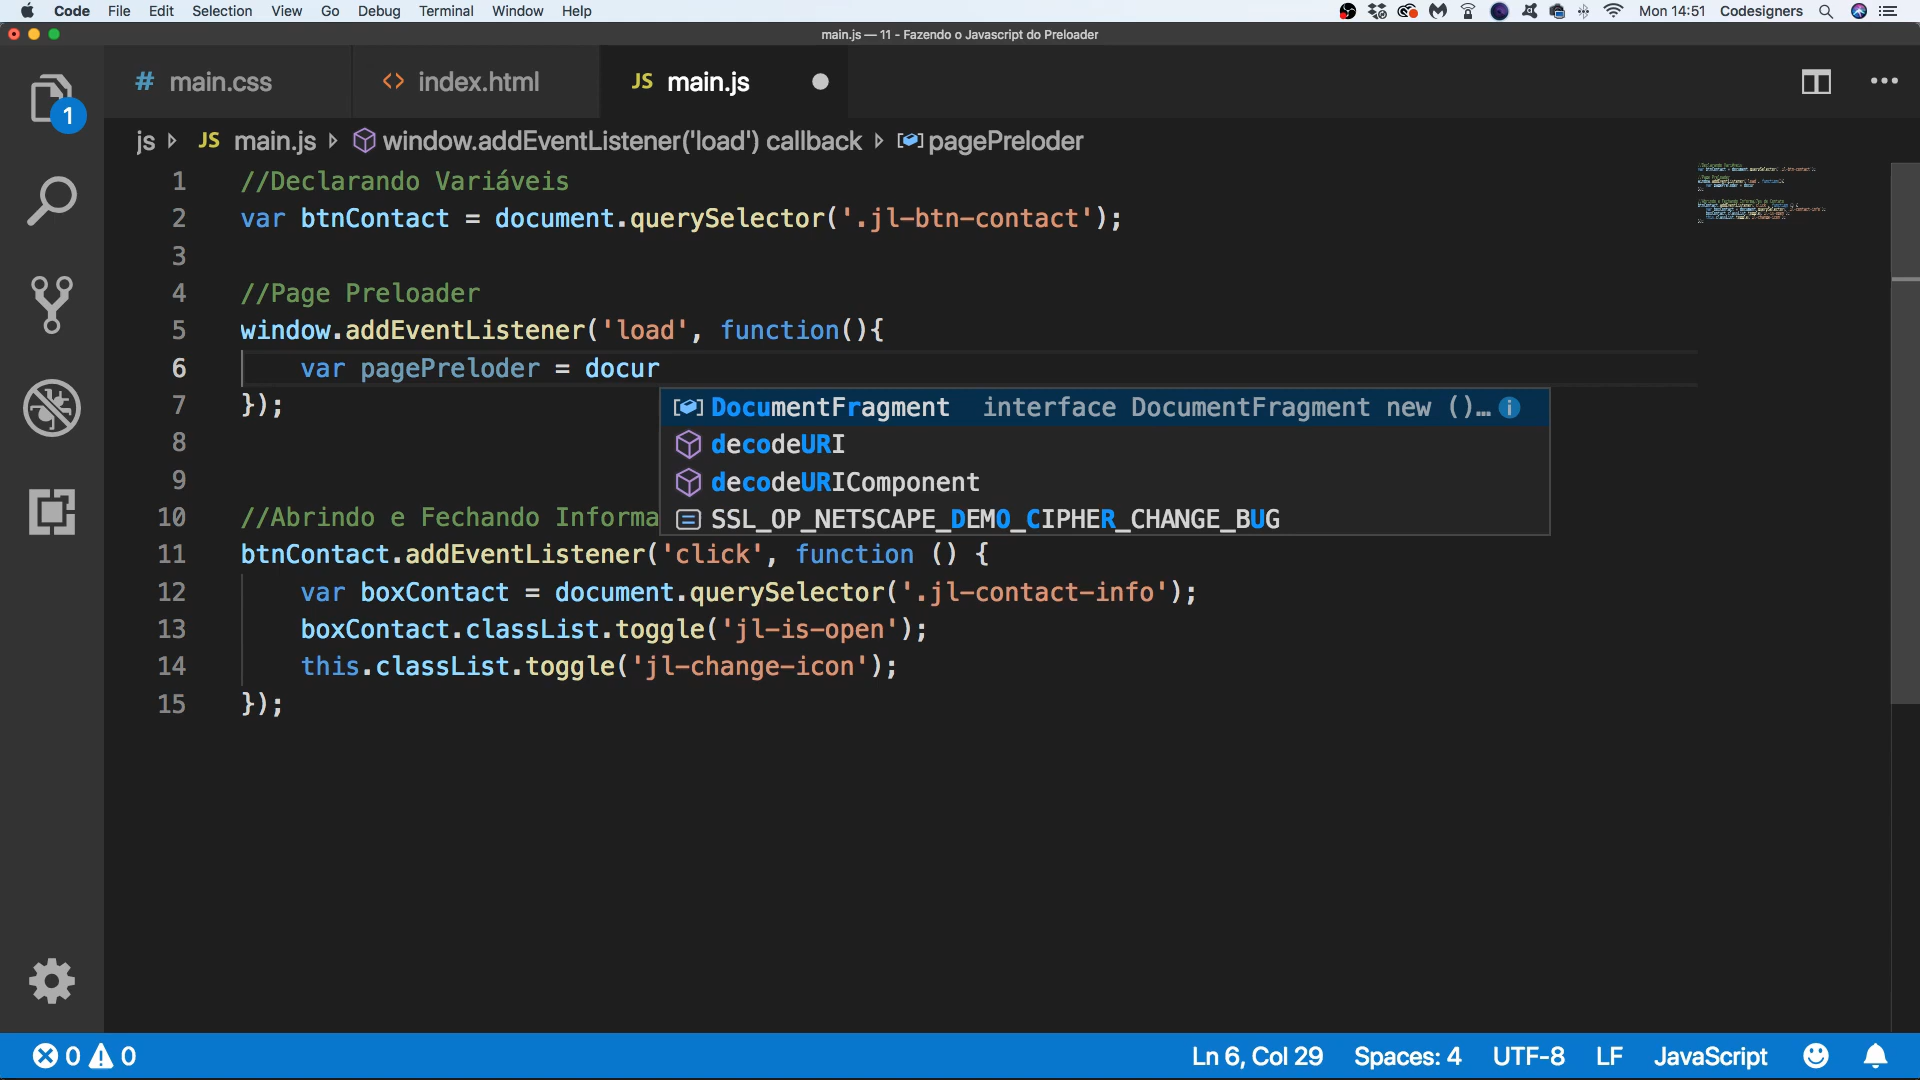 Code File Edit Selection View Go Debug Terminal Window Help Mon 14:51 Codesigners
main.js — 11 - Fazendo o Javascript do Preloader
# main.css <> index.html JS main.js
1
js JS main.js window.addEventListener('load') callback pagePreloder
1 //Declarando Variáveis
2 var btnContact = document.querySelector('.jl-btn-contact');
3
4 //Page Preloader
5 window.addEventListener('load', function(){
6 var pagePreloder = docur
7 });
DocumentFragment interface DocumentFragment new ()…
8
decodeURI
9
decodeURIComponent
10 //Abrindo e Fechando Informa
SSL_OP_NETSCAPE_DEMO_CIPHER_CHANGE_BUG
11 btnContact.addEventListener('click', function () {
12 var boxContact = document.querySelector('.jl-contact-info');
13 boxContact.classList.toggle('jl-is-open');
14 this.classList.toggle('jl-change-icon');
15 });
0 0 Ln 6, Col 29 Spaces: 4 UTF-8 LF JavaScript